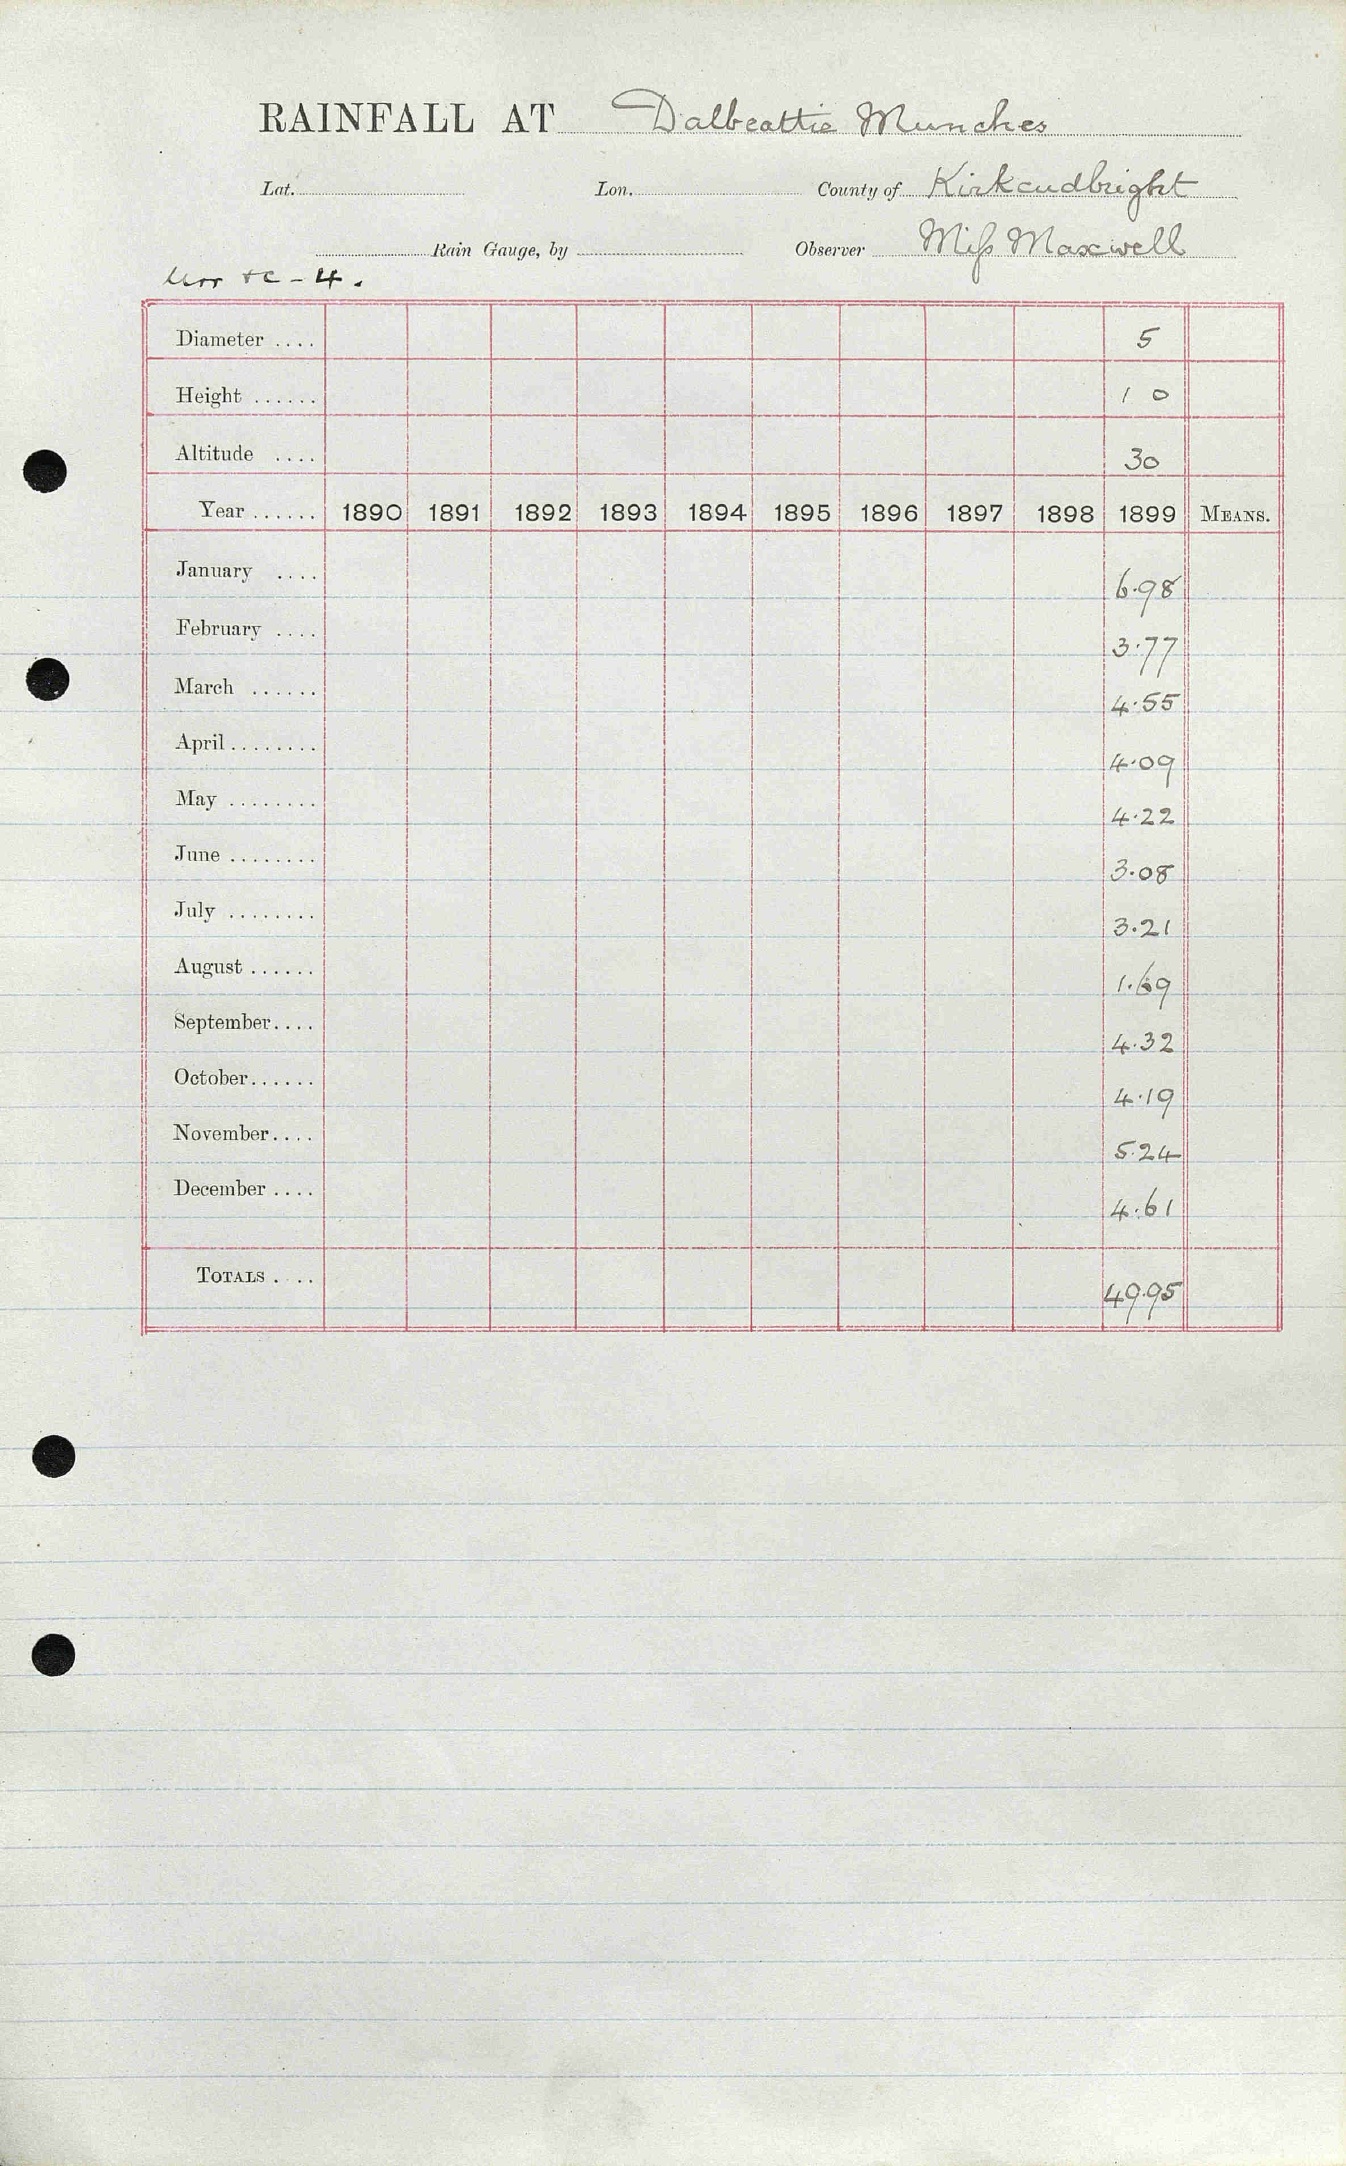 RAINFALL AT Dalbeattie Munches
Lat. Lon. County of Kirkcudbright
Rain Gauge, by Observer Miss Maxwell
Urr &c - 4.
Diameter .... 5
Height ...... 1 0
Altitude .... 30
Year ...... 1890 1891 1892 1893 1894 1895 1896 1897 1898 1899 MEANS.
January .... 6.98
February .... 3.77
March ...... 4.55
April ........ 4.09
May ........ 4.22
June ........ 3.08
July ........ 3.21
August ...... 1.69
September .... 4.32
October ...... 4.19
November .... 5.24
December .... 4.61
TOTALS .... 49.95